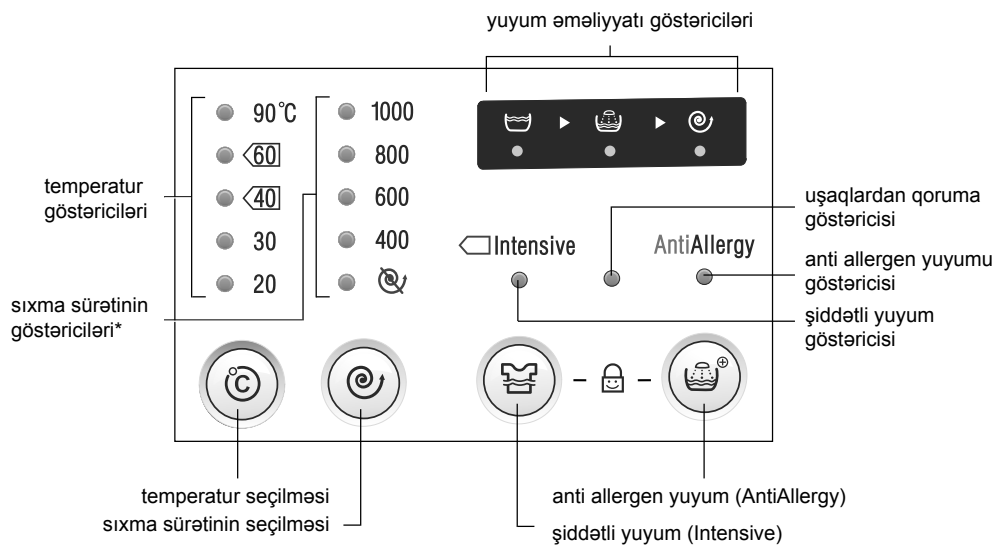 yuyum əməliyyatı göstəriciləri
90°C
60
40
30
20
1000
800
600
400
temperatur
göstəriciləri
sıxma sürətinin
göstəriciləri*
Intensive
AntiAllergy
uşaqlardan qoruma
göstəricisi
anti allergen yuyumu
göstəricisi
şiddətli yuyum
göstəricisi
°C
temperatur seçilməsi
sıxma sürətinin seçilməsi
anti allergen yuyum (AntiAllergy)
şiddətli yuyum (Intensive)